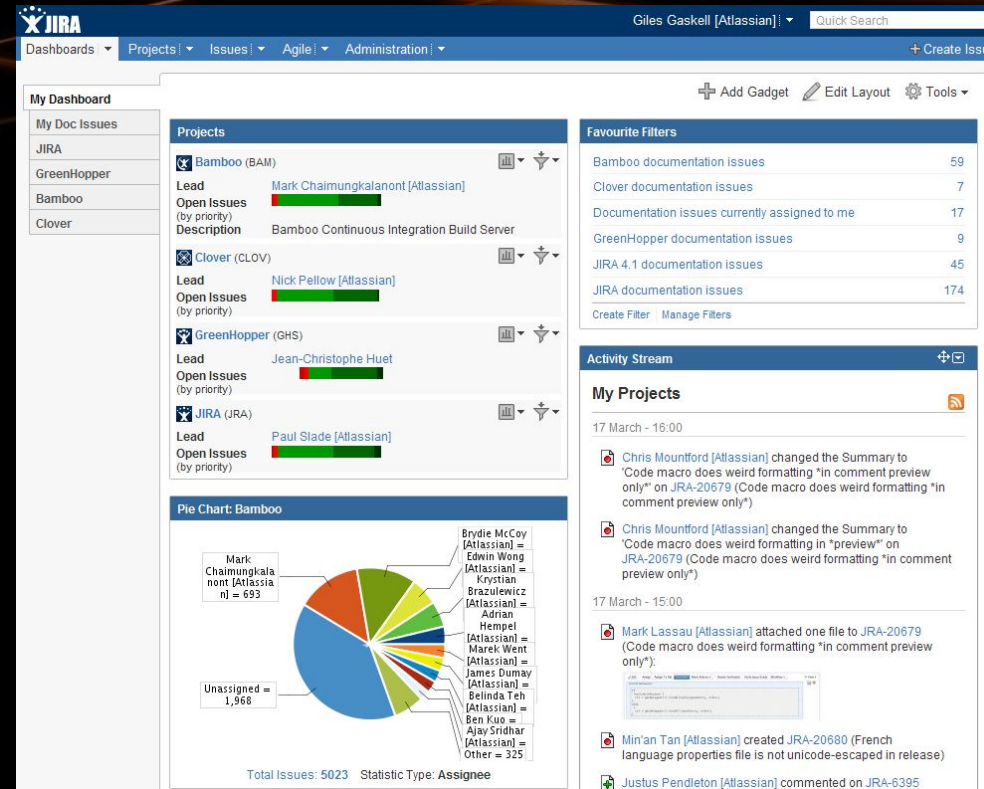 JIRA
Giles Gaskell [Atlassian]
Quick Search
Dashboards
Projects
Issues
Agile
Administration
+ Create Iss
Add Gadget
Edit Layout
Tools
My Dashboard
My Doc Issues
JIRA
GreenHopper
Bamboo
Clover
Projects
Bamboo (BAM)
Lead Mark Chaimungkalanont [Atlassian]
Open Issues
(by priority)
Description Bamboo Continuous Integration Build Server
Clover (CLOV)
Lead Nick Pellow [Atlassian]
Open Issues
(by priority)
GreenHopper (GHS)
Lead Jean-Christophe Huet
Open Issues
(by priority)
JIRA (JRA)
Lead Paul Slade [Atlassian]
Open Issues
(by priority)
Pie Chart: Bamboo
Mark
Chaimungkala
nont [Atlassia
n] = 693
Unassigned =
1,968
Brydie McCoy
[Atlassian] =
Edwin Wong
[Atlassian] =
Krystian
Brazulewicz
[Atlassian] =
Adrian
Hempel
[Atlassian] =
Marek Went
[Atlassian] =
James Dumay
[Atlassian] =
Belinda Teh
[Atlassian] =
Ben Kuo =
Ajay Sridhar
[Atlassian] =
Other = 325
Total Issues: 5023 Statistic Type: Assignee
Favourite Filters
Bamboo documentation issues 59
Clover documentation issues 7
Documentation issues currently assigned to me 17
GreenHopper documentation issues 9
JIRA 4.1 documentation issues 45
JIRA documentation issues 174
Create Filter Manage Filters
Activity Stream
My Projects
17 March - 16:00
Chris Mountford [Atlassian] changed the Summary to
'Code macro does weird formatting *in comment preview
only*' on JRA-20679 (Code macro does weird formatting *in
comment preview only*)
Chris Mountford [Atlassian] changed the Summary to
'Code macro does weird formatting in *preview*' on
JRA-20679 (Code macro does weird formatting *in comment
preview only*)
17 March - 15:00
Mark Lassau [Atlassian] attached one file to JRA-20679
(Code macro does weird formatting *in comment preview
only*):
Min'an Tan [Atlassian] created JRA-20680 (French
language properties file is not unicode-escaped in release)
Justus Pendleton [Atlassian] commented on JRA-6395